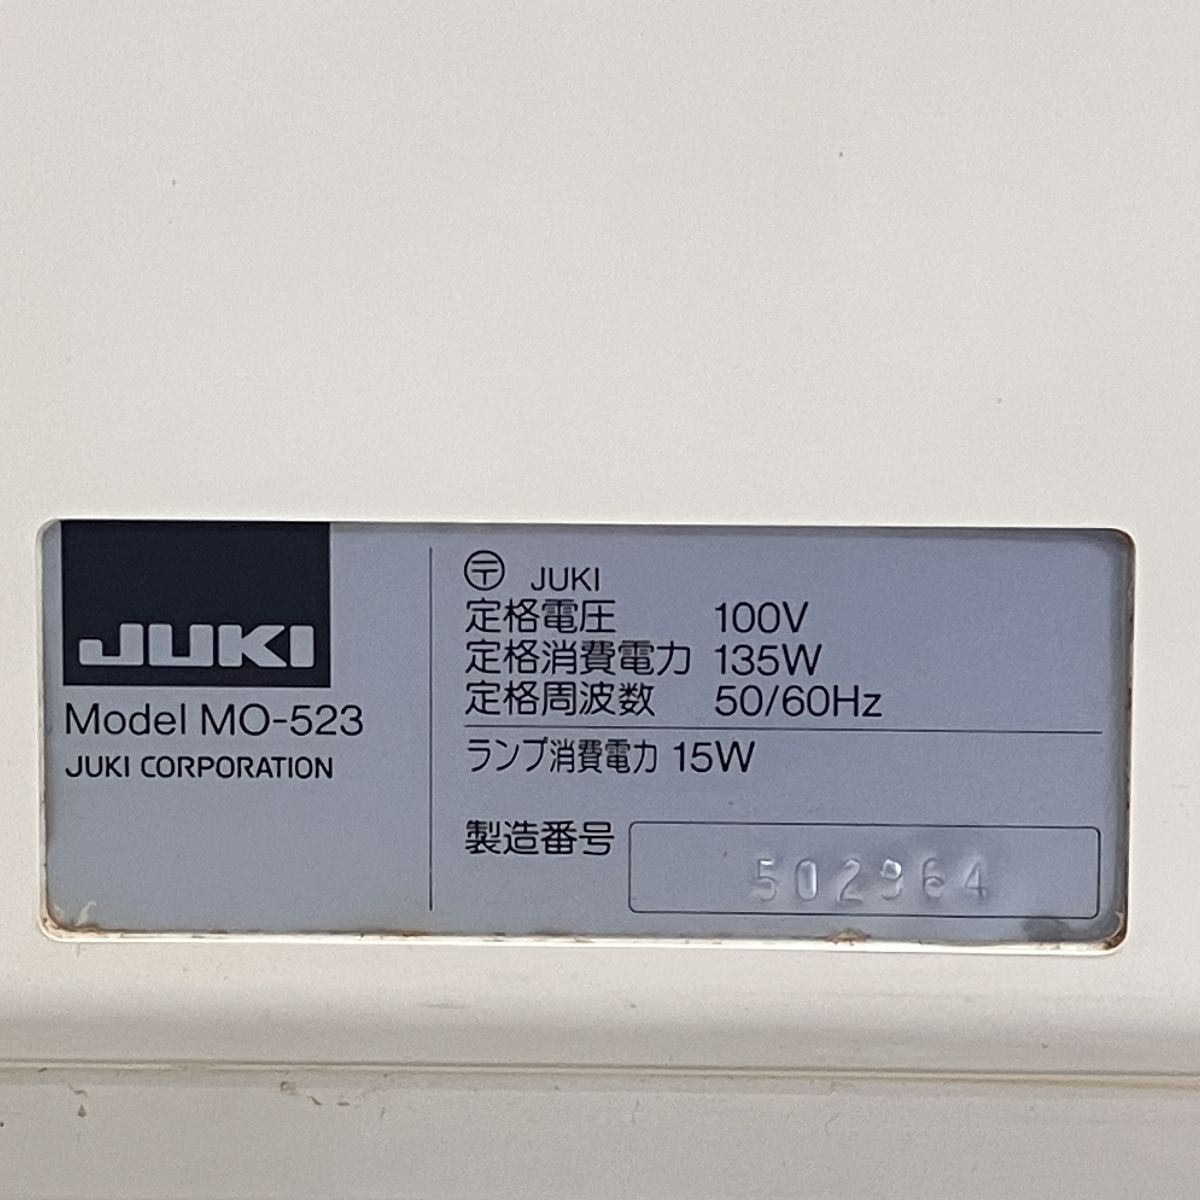 JUKI
Model MO-523
JUKI CORPORATION
〒 JUKI
定格電圧 100V
定格消費電力 135W
定格周波数 50/60Hz
ランプ消費電力 15W
製造番号 502964